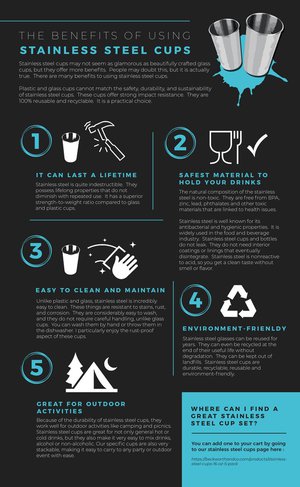 THE BENEFITS OF USING
STAINLESS STEEL CUPS
Stainless steel cups may not seem as glamorous as beautifully crafted glass
cups, but they offer more benefits. People may doubt this, but it is actually
true. There are many benefits to using stainless steel cups.
Plastic and glass cups cannot match the safety, durability, and sustainability
of stainless steel cups. These cups offer strong impact resistance. They are
100% reusable and recyclable. It is a practical choice.
1
IT CAN LAST A LIFETIME
Stainless steel is quite indestructible. They
possess lifelong properties that do not
diminish with repeated use. It has a superior
strength-to-weight ratio compared to glass
and plastic cups.
2
SAFEST MATERIAL TO
HOLD YOUR DRINKS
The natural composition of the stainless
steel is non-toxic. They are free from BPA,
zinc, lead, phthalates and other toxic
materials that are linked to health issues.
Stainless steel is well known for its
antibacterial and hygienic properties. It is
widely used in the food and beverage
industry. Stainless steel cups and bottles
do not leak. They do not need interior
coatings or linings that eventually
disintegrate. Stainless steel is nonreactive
to acid, so you get a clean taste without
smell or flavor.
3
EASY TO CLEAN AND MAINTAIN
Unlike plastic and glass, stainless steel is incredibly
easy to clean. These things are resistant to stains, rust,
and corrosion. They are considerably easy to wash,
and they do not require careful handling, unlike glass
cups. You can wash them by hand or throw them in
the dishwasher. I particularly enjoy the rust-proof
aspect of these cups.
4
ENVIRONMENT-FRIENLDY
Stainless steel glasses can be reused for
years. They can even be recycled at the
end of their useful life without
degradation. They can be kept out of
landfills. Stainless steel cups are
durable, recyclable, reusable and
environment-friendly.
5
GREAT FOR OUTDOOR
ACTIVITIES
Because of the durability of stainless steel cups, they
work well for outdoor activities like camping and picnics.
Stainless steel cups are great for not only general hot or
cold drinks, but they also make it very easy to mix drinks,
alcohol or non-alcoholic. Our specific cups are also very
stackable, making it easy to carry to any party or outdoor
event with ease.
WHERE CAN I FIND A
GREAT STAINLESS
STEEL CUP SET?
You can add one to your cart by going
to our stainless steel cups page here :